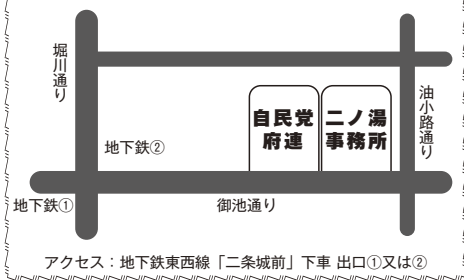 堀川通り
油小路通り
自民党
府連
二ノ湯
事務所
地下鉄②
地下鉄①
御池通り
アクセス：地下鉄東西線「二条城前」下車 出口①又は②